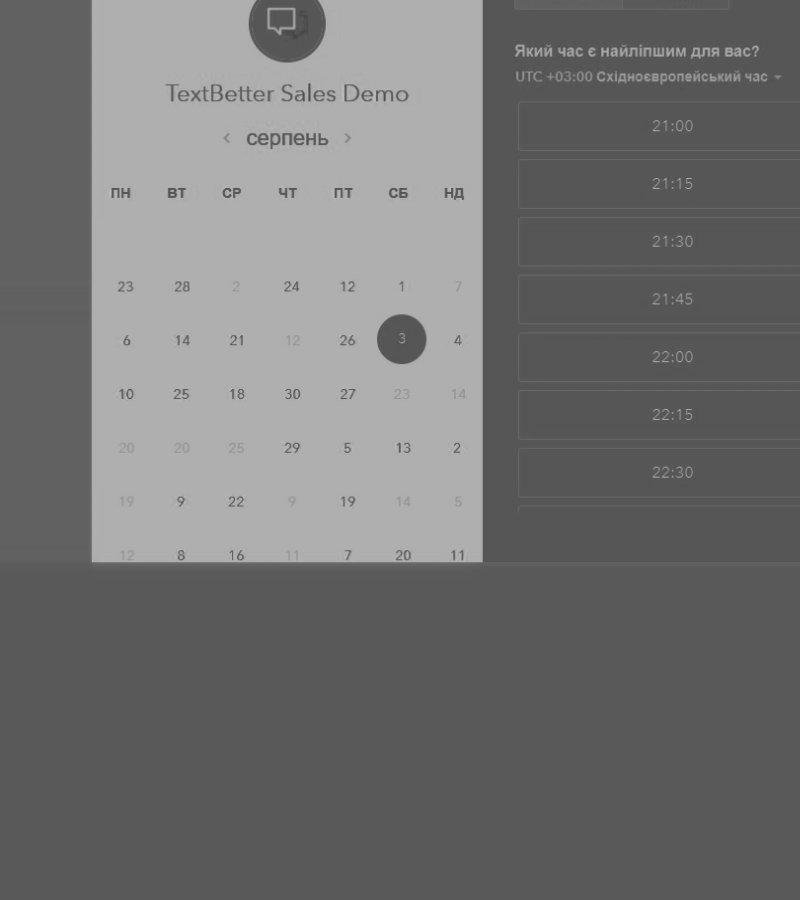 TextBetter Sales Demo
серпень
ПН ВТ СР ЧТ ПТ СБ НД
23 28 2 24 12 1 7
6 14 21 12 26 3 4
10 25 18 30 27 23 14
20 20 25 29 5 13 2
19 9 22 9 19 14 5
12 8 16 11 7 20 11
Який час є найліпшим для вас?
UTC +03:00 Східноєвропейський час
21:00
21:15
21:30
21:45
22:00
22:15
22:30